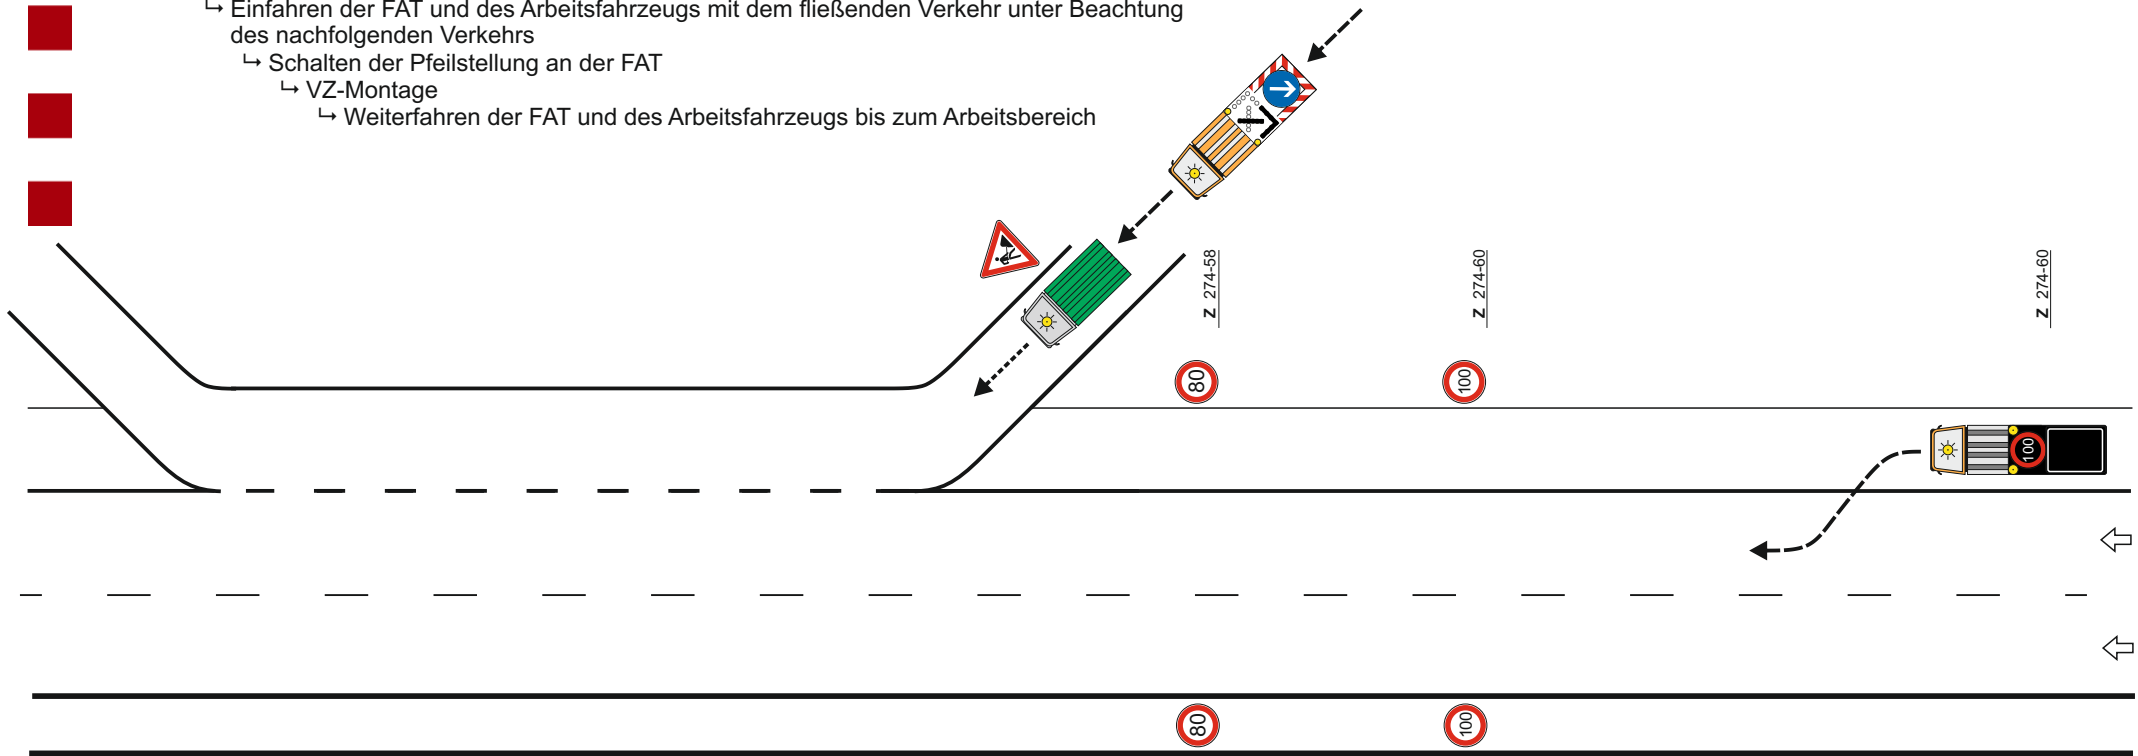 ↳ Einfahren der FAT und des Arbeitsfahrzeugs mit dem fließenden Verkehr unter Beachtung
des nachfolgenden Verkehrs
↳ Schalten der Pfeilstellung an der FAT
↳ VZ-Montage
↳ Weiterfahren der FAT und des Arbeitsfahrzeugs bis zum Arbeitsbereich
Z 274-58
Z 274-60
Z 274-60
80
100
100
80
100